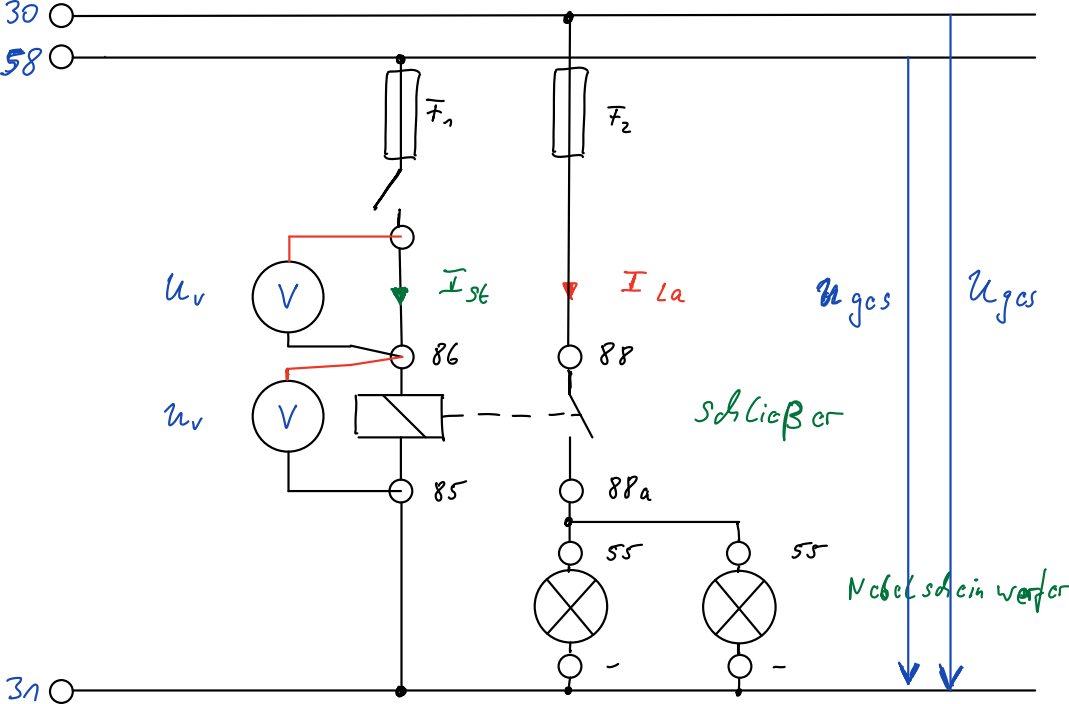 30
58
F1
F2
Uv
V
ISt
ILa
Uges
Uges
86
88
Uv
V
Schließer
85
88a
55
55
Nebelscheinwerfer
-
-
31